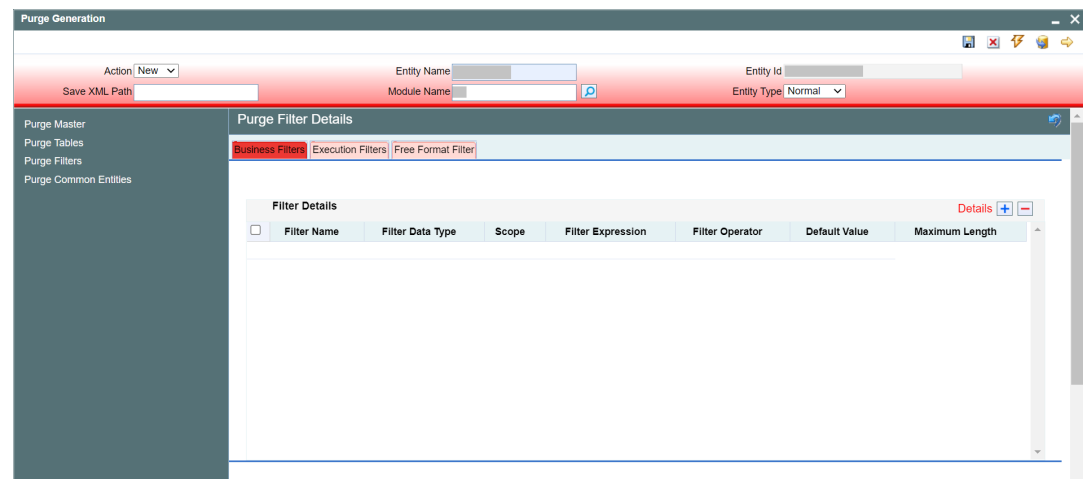 Purge Generation
Action New Entity Name Entity Id
Save XML Path Module Name Entity Type Normal
Purge Master
Purge Tables
Purge Filters
Purge Common Entities
Purge Filter Details
Business Filters Execution Filters Free Format Filter
Filter Details Details
Filter Name Filter Data Type Scope Filter Expression Filter Operator Default Value Maximum Length